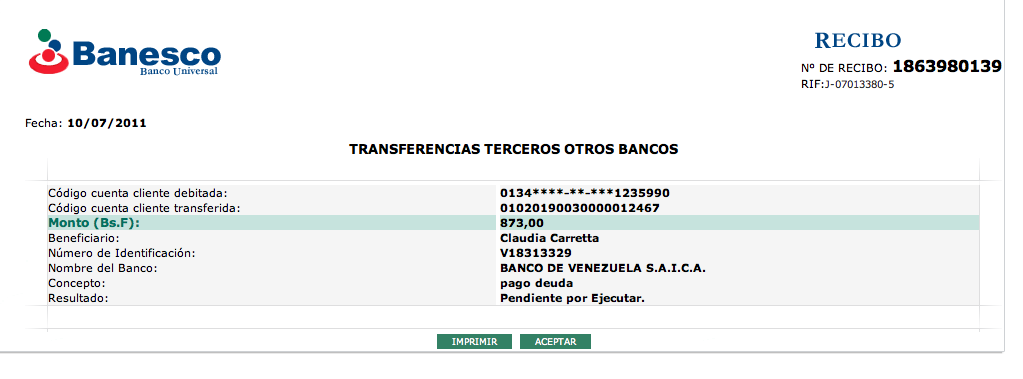 Banesco
Banco Universal
RECIBO
Nº DE RECIBO: 1863980139
RIF:J-07013380-5
Fecha: 10/07/2011
TRANSFERENCIAS TERCEROS OTROS BANCOS
Código cuenta cliente debitada: 0134****-**-***1235990
Código cuenta cliente transferida: 01020190030000012467
Monto (Bs.F): 873,00
Beneficiario: Claudia Carretta
Número de Identificación: V18313329
Nombre del Banco: BANCO DE VENEZUELA S.A.I.C.A.
Concepto: pago deuda
Resultado: Pendiente por Ejecutar.
IMPRIMIR ACEPTAR